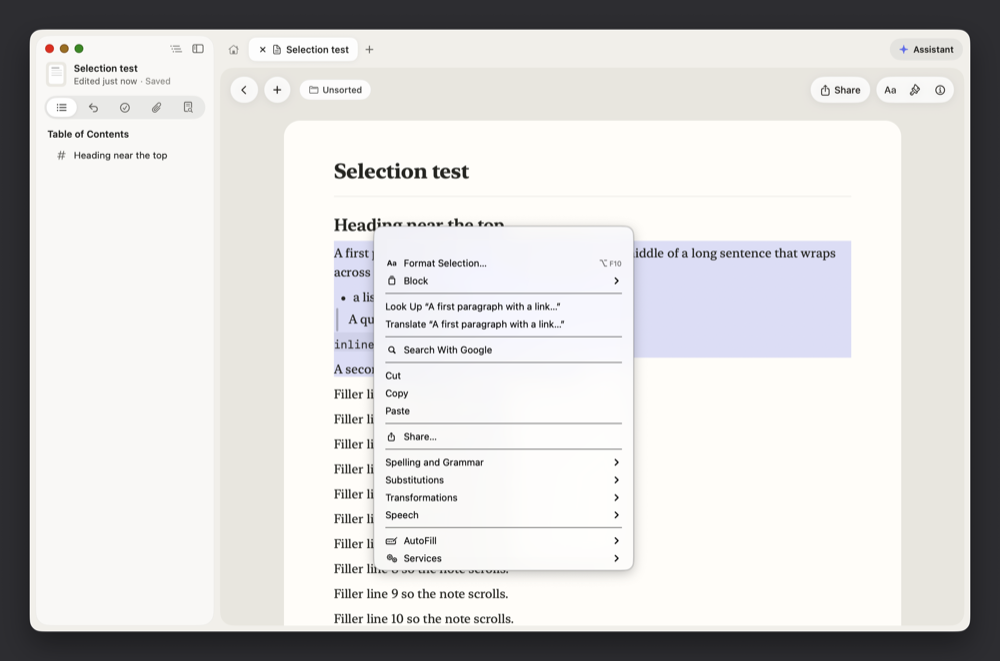 Selection test
Assistant
Selection test
Edited just now · Saved
Unsorted
Share
Aa
Table of Contents
# Heading near the top
Selection test
Heading near the top
A first
iddle of a long sentence that wraps
across
• a lis
A qu
inline
A seco
Filler li
Filler li
Filler li
Filler li
Filler li
Filler li
Filler li
Filler line 8 so the note scrolls.
Filler line 9 so the note scrolls.
Filler line 10 so the note scrolls.
Aa Format Selection... ⌥ F10
Block
Look Up “A first paragraph with a link...”
Translate “A first paragraph with a link...”
Search With Google
Cut
Copy
Paste
Share...
Spelling and Grammar
Substitutions
Transformations
Speech
AutoFill
Services